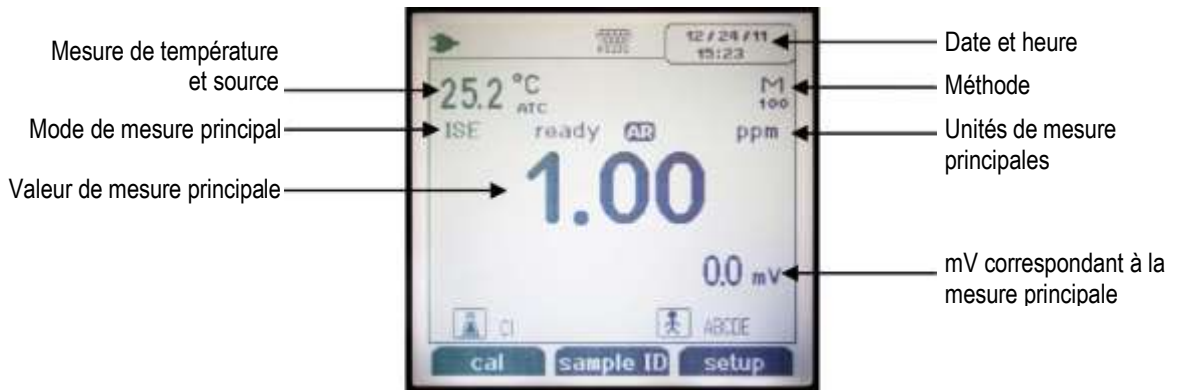 Mesure de température
et source
Mode de mesure principal
Valeur de mesure principale
12/24/11
15:23
25.2 °C
ATC
M
100
ISE ready AR ppm
1.00
0.0 mV
CI ABCDE
cal sample ID setup
Date et heure
Méthode
Unités de mesure
principales
mV correspondant à la
mesure principale